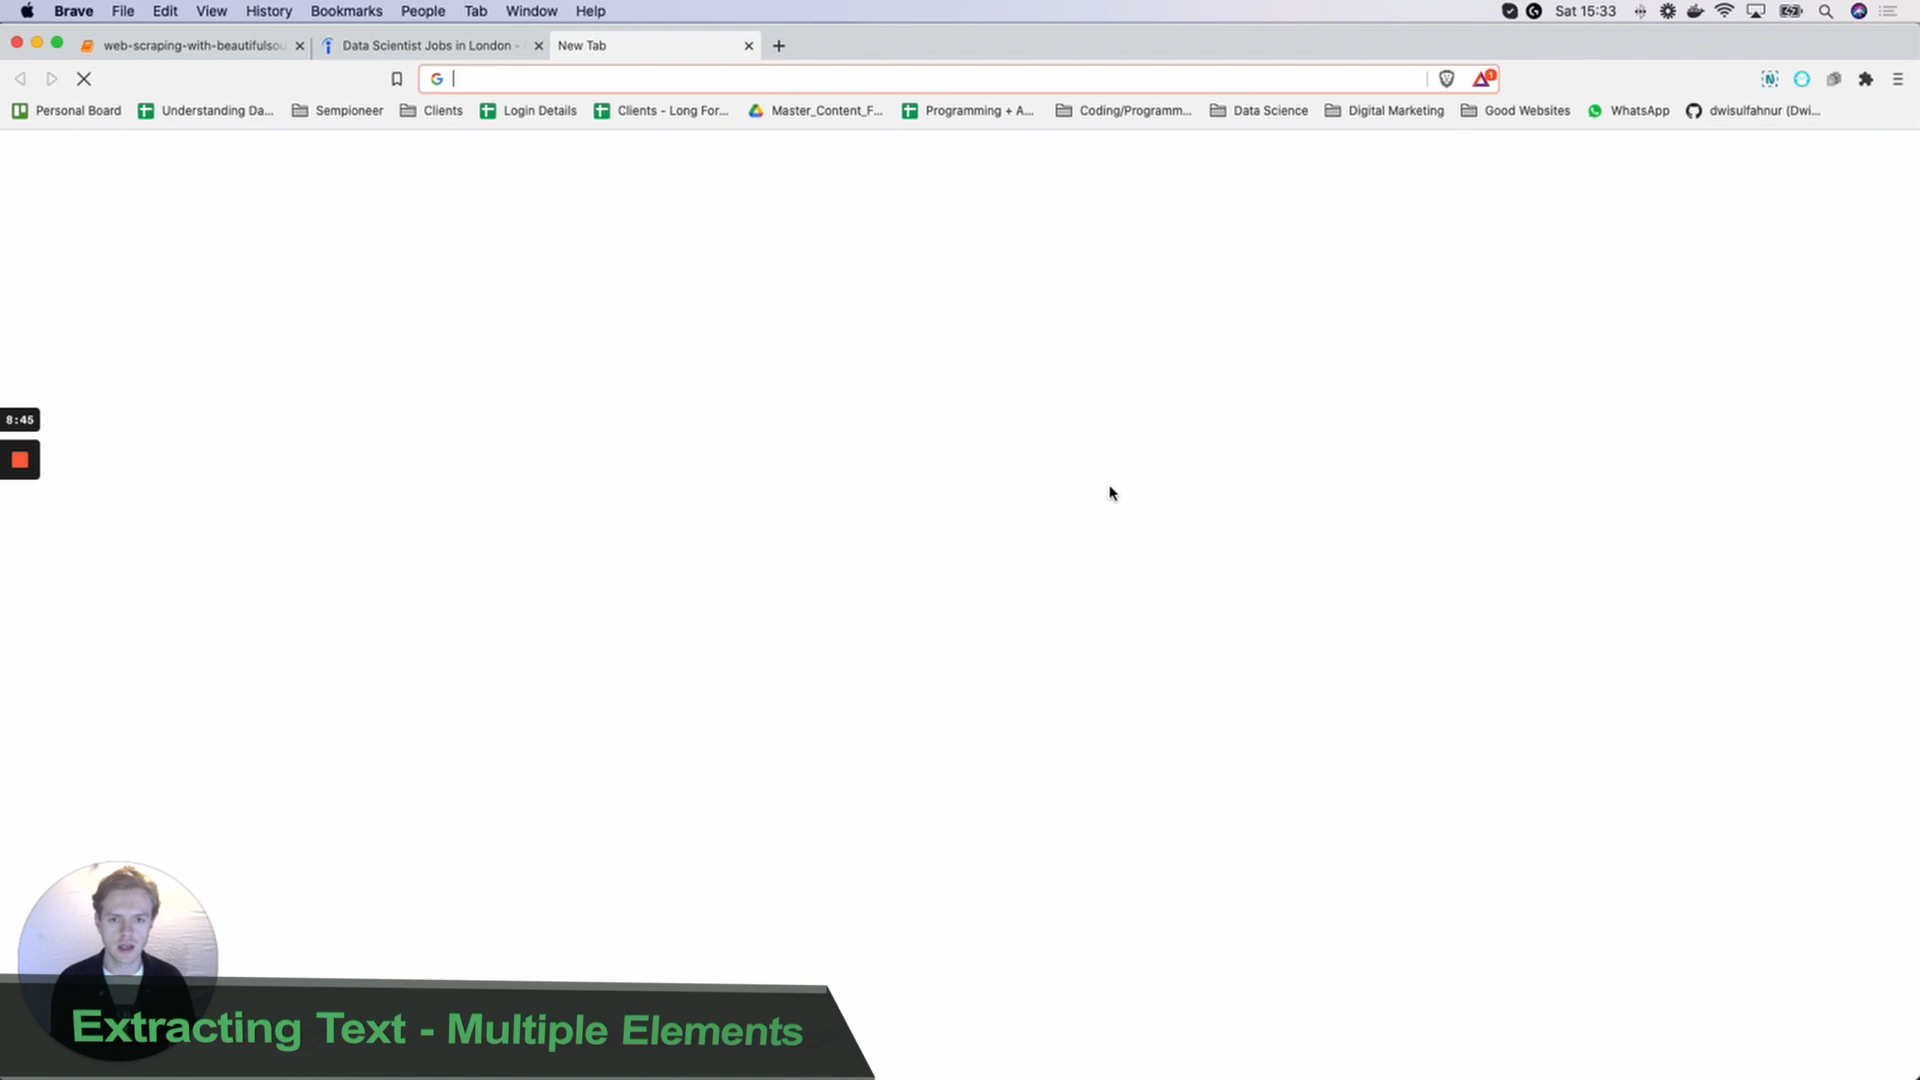 Brave File Edit View History Bookmarks People Tab Window Help Sat 15:33
web-scraping-with-beautifulsou Data Scientist Jobs in London - New Tab
Personal Board Understanding Da... Sempioneer Clients Login Details Clients - Long For... Master_Content_F... Programming + A... Coding/Programm... Data Science Digital Marketing Good Websites WhatsApp dwisulfahnur (Dwi...
8:45
Extracting Text - Multiple Elements